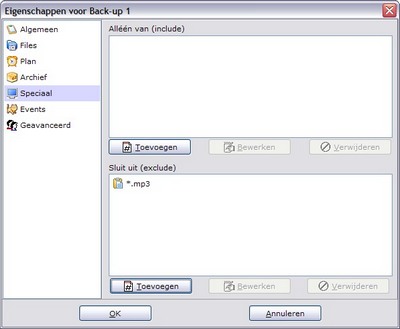 Eigenschappen voor Back-up 1
Algemeen
Files
Plan
Archief
Speciaal
Events
Geavanceerd
Alléén van (include)
Toevoegen
Bewerken
Verwijderen
Sluit uit (exclude)
*.mp3
Toevoegen
Bewerken
Verwijderen
OK
Annuleren